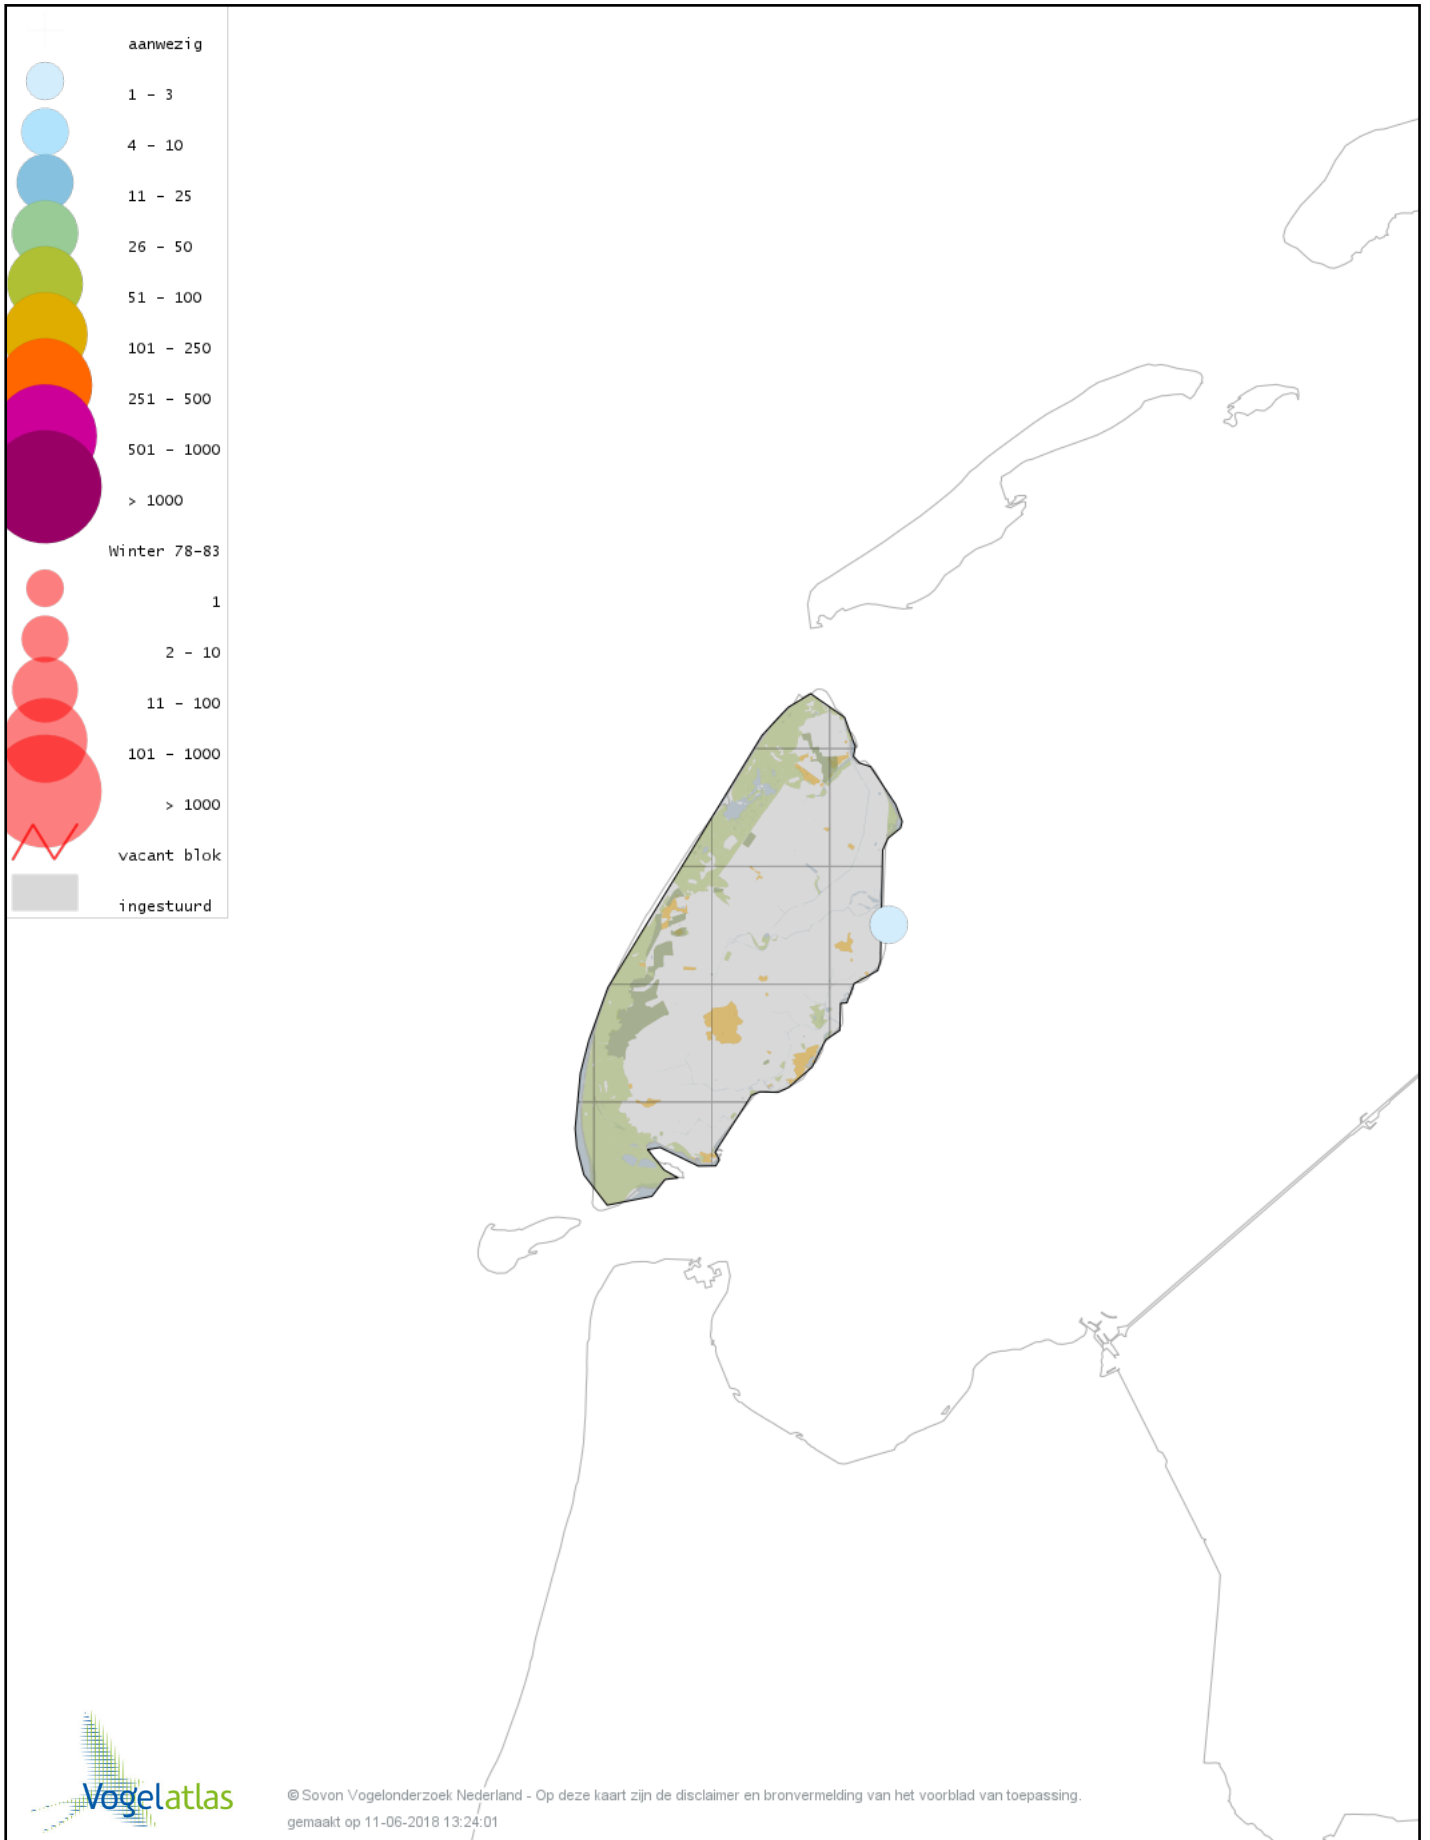 aanwezig
1 - 3
4 - 10
11 - 25
26 - 50
51 - 100
101 - 250
251 - 500
501 - 1000
> 1000
Winter 78-83
1
2 - 10
11 - 100
101 - 1000
> 1000
vacant blok
ingestuurd
Vogelatlas
© Sovon Vogelonderzoek Nederland - Op deze kaart zijn de disclaimer en bronvermelding van het voorblad van toepassing.
gemaakt op 11-06-2018 13:24:01